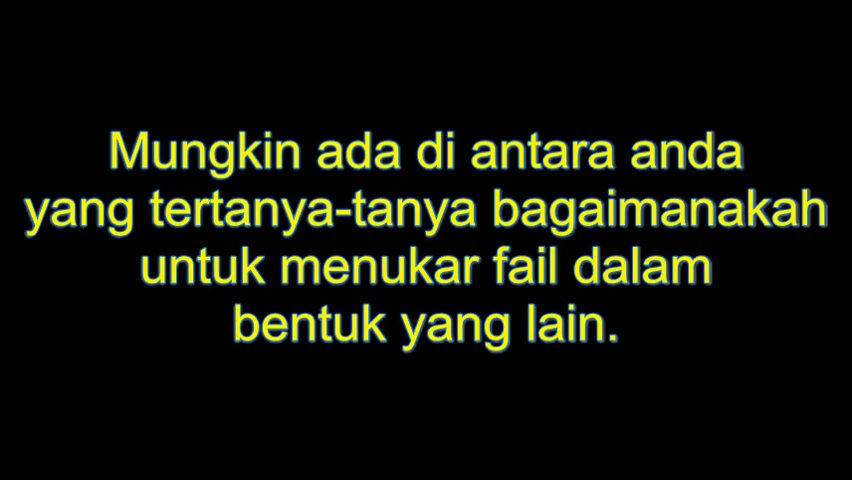 Mungkin ada di antara anda
yang tertanya-tanya bagaimanakah
untuk menukar fail dalam
bentuk yang lain.